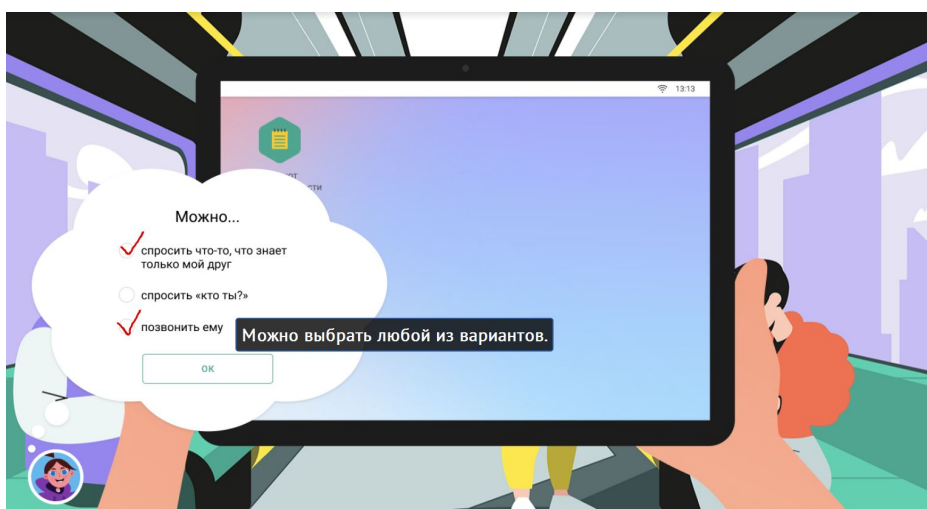 13:13
Можно...
спросить что-то, что знает
только мой друг
спросить «кто ты?»
позвонить ему
Можно выбрать любой из вариантов.
ОК